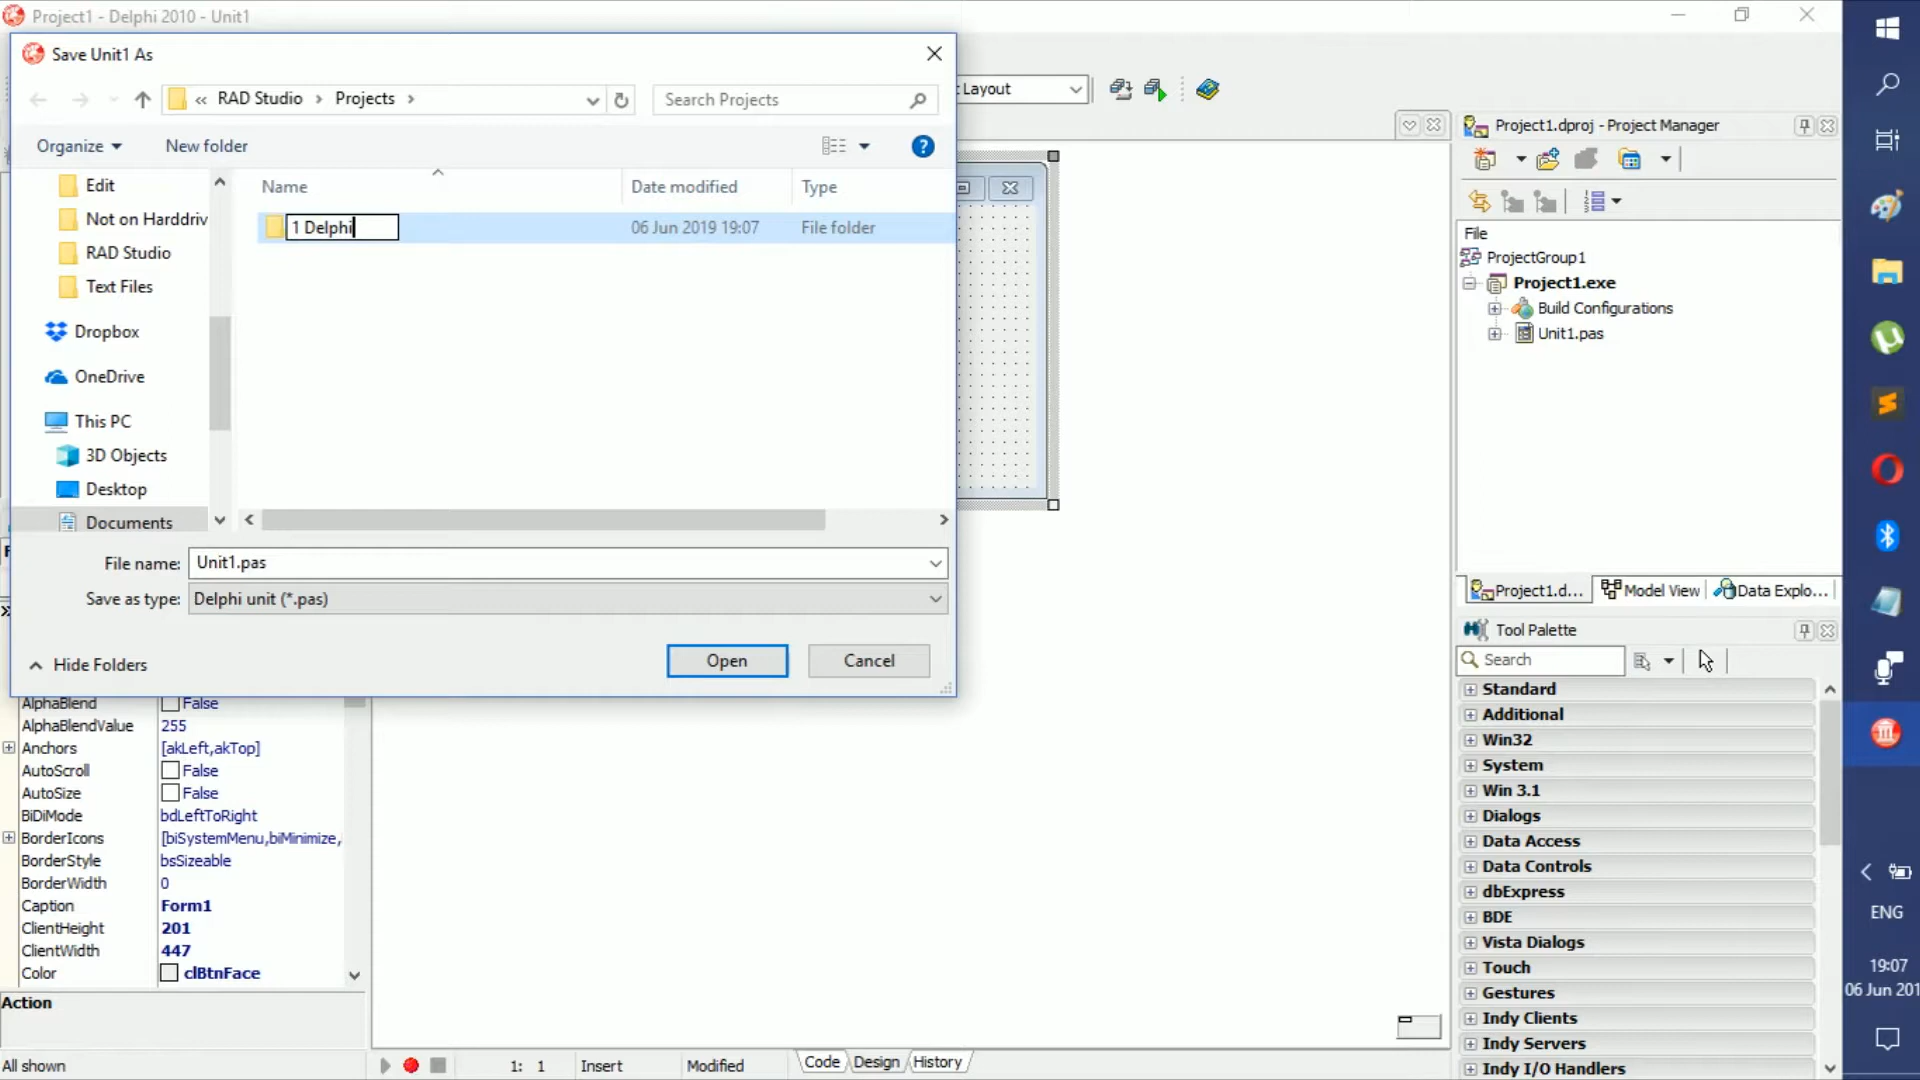 Project1 - Delphi 2010 - Unit1
Save Unit1 As
« RAD Studio › Projects ›
Search Projects
Organize
New folder
Edit
Not on Harddriv
RAD Studio
Text Files
Dropbox
OneDrive
This PC
3D Objects
Desktop
Documents
Name
Date modified
Type
1 Delphi
06 Jun 2019 19:07
File folder
File name:
Unit1.pas
Save as type:
Delphi unit (*.pas)
Hide Folders
Open
Cancel
Layout
Project1.dproj - Project Manager
File
ProjectGroup1
Project1.exe
Build Configurations
Unit1.pas
Project1.d...
Model View
Data Explo...
Tool Palette
Search
Standard
Additional
Win32
System
Win 3.1
Dialogs
Data Access
Data Controls
dbExpress
BDE
Vista Dialogs
Touch
Gestures
Indy Clients
Indy Servers
Indy I/O Handlers
AlphaBlend False
AlphaBlendValue 255
Anchors [akLeft,akTop]
AutoScroll False
AutoSize False
BiDiMode bdLeftToRight
BorderIcons [biSystemMenu,biMinimize,
BorderStyle bsSizeable
BorderWidth 0
Caption Form1
ClientHeight 201
ClientWidth 447
Color clBtnFace
Action
All shown
1: 1
Insert
Modified
Code
Design
History
ENG
19:07
06 Jun 201